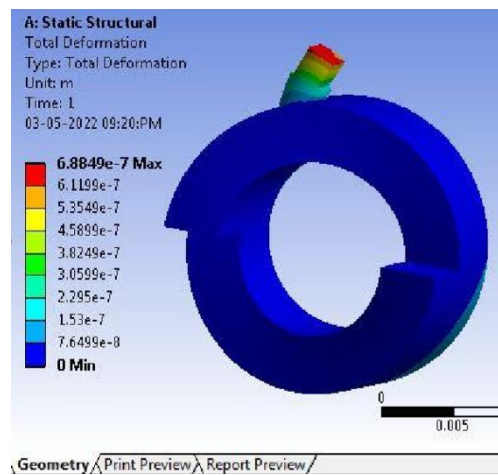 A: Static Structural
Total Deformation
Type: Total Deformation
Unit: m
Time: 1
03-05-2022 09:20:PM
6.8849e-7 Max
6.1199e-7
5.3549e-7
4.5899e-7
3.8249e-7
3.0599e-7
2.295e-7
1.53e-7
7.6499e-8
0 Min
0
0.005
Geometry Print Preview Report Preview